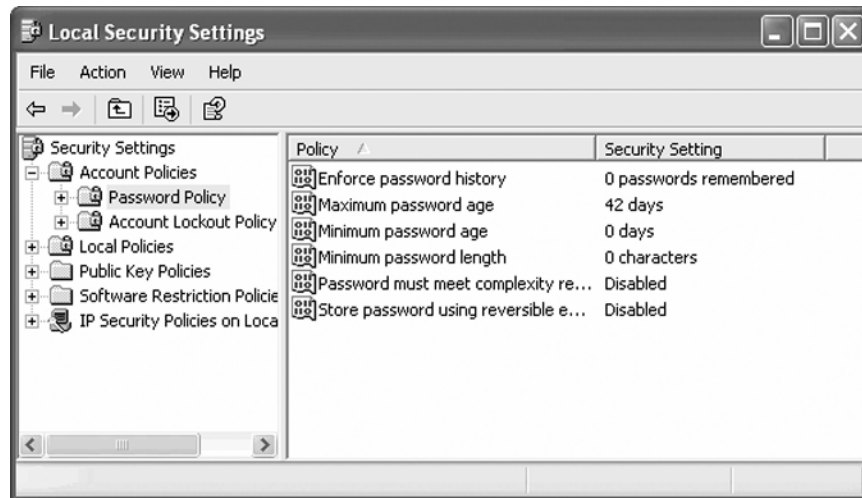 Local Security Settings
File Action View Help
Security Settings
Account Policies
Password Policy
Account Lockout Policy
Local Policies
Public Key Policies
Software Restriction Policie
IP Security Policies on Loca
Policy Security Setting
Enforce password history 0 passwords remembered
Maximum password age 42 days
Minimum password age 0 days
Minimum password length 0 characters
Password must meet complexity re... Disabled
Store password using reversible e... Disabled